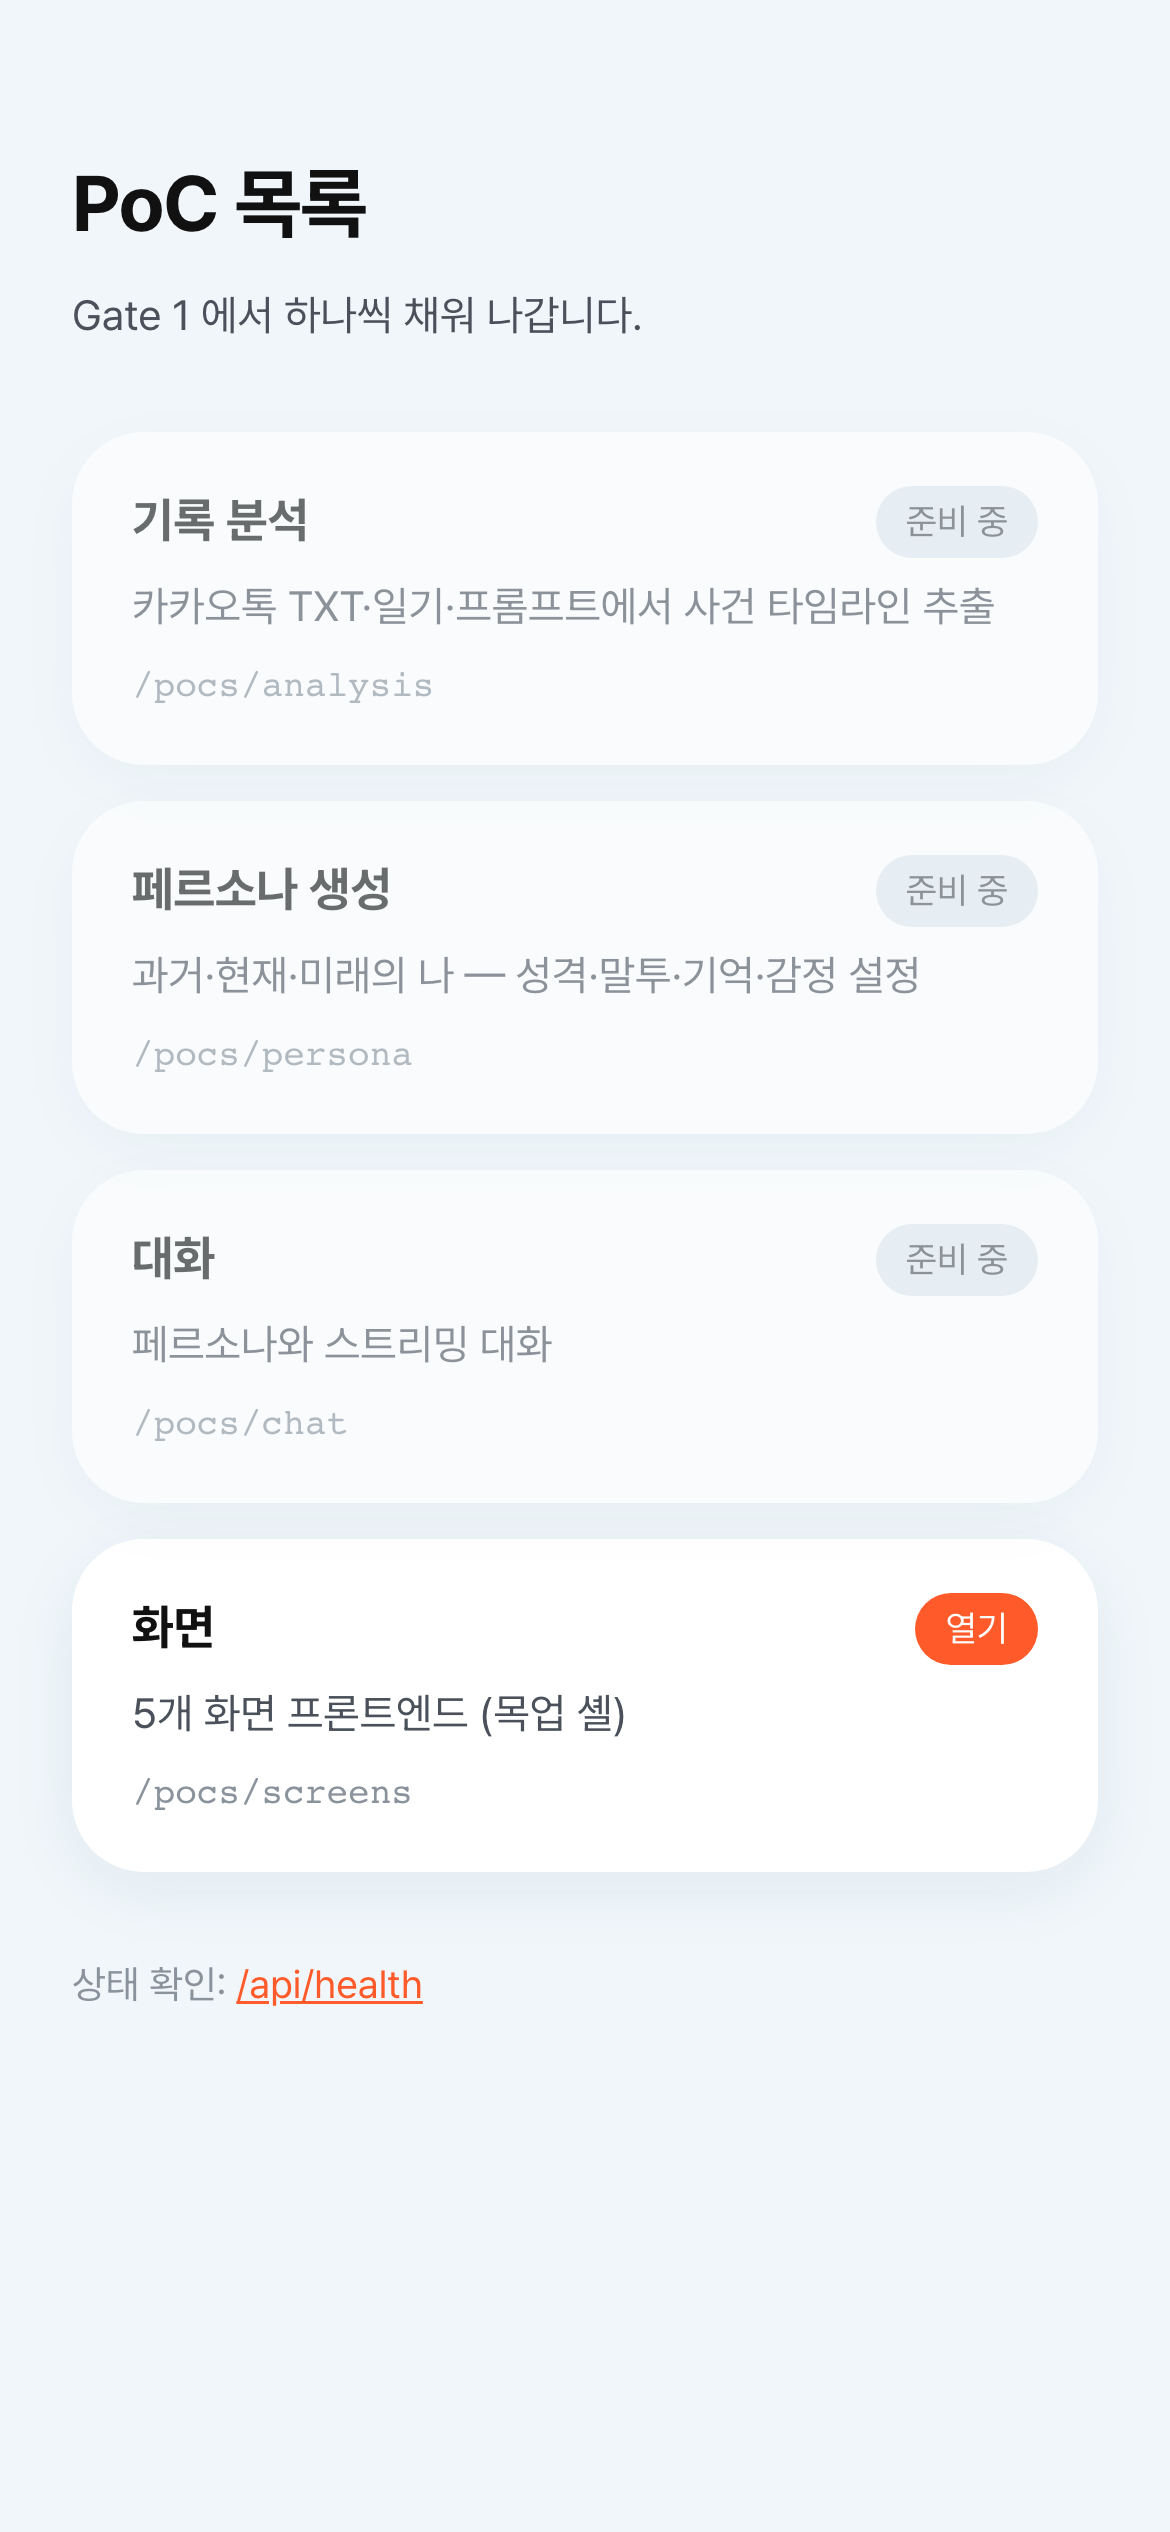 PoC 목록
Gate 1 에서 하나씩 채워 나갑니다.
기록 분석
준비 중
카카오톡 TXT·일기·프롬프트에서 사건 타임라인 추출
/pocs/analysis
페르소나 생성
준비 중
과거·현재·미래의 나 — 성격·말투·기억·감정 설정
/pocs/persona
대화
준비 중
페르소나와 스트리밍 대화
/pocs/chat
화면
열기
5개 화면 프론트엔드 (목업 셸)
/pocs/screens
상태 확인: /api/health